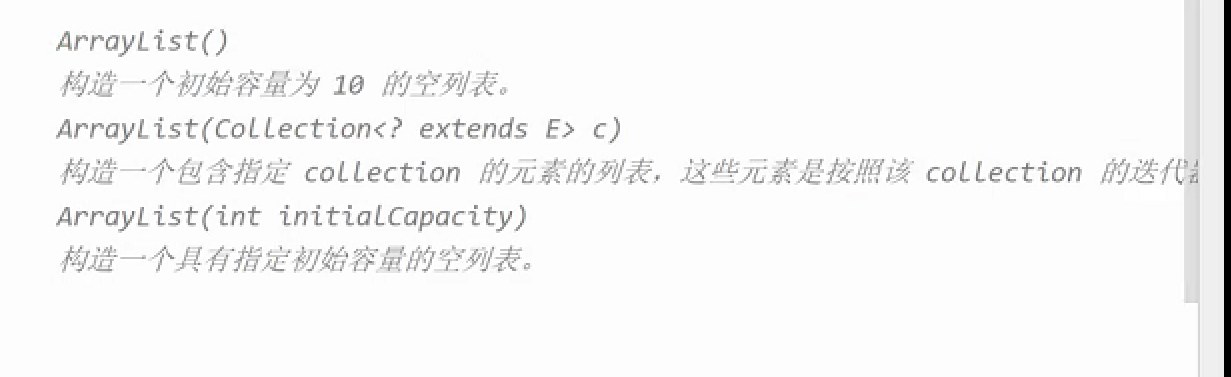 ArrayList()
构造一个初始容量为 10 的空列表。
ArrayList(Collection<? extends E> c)
构造一个包含指定 collection 的元素的列表，这些元素是按照该 collection 的迭代
ArrayList(int initialCapacity)
构造一个具有指定初始容量的空列表。